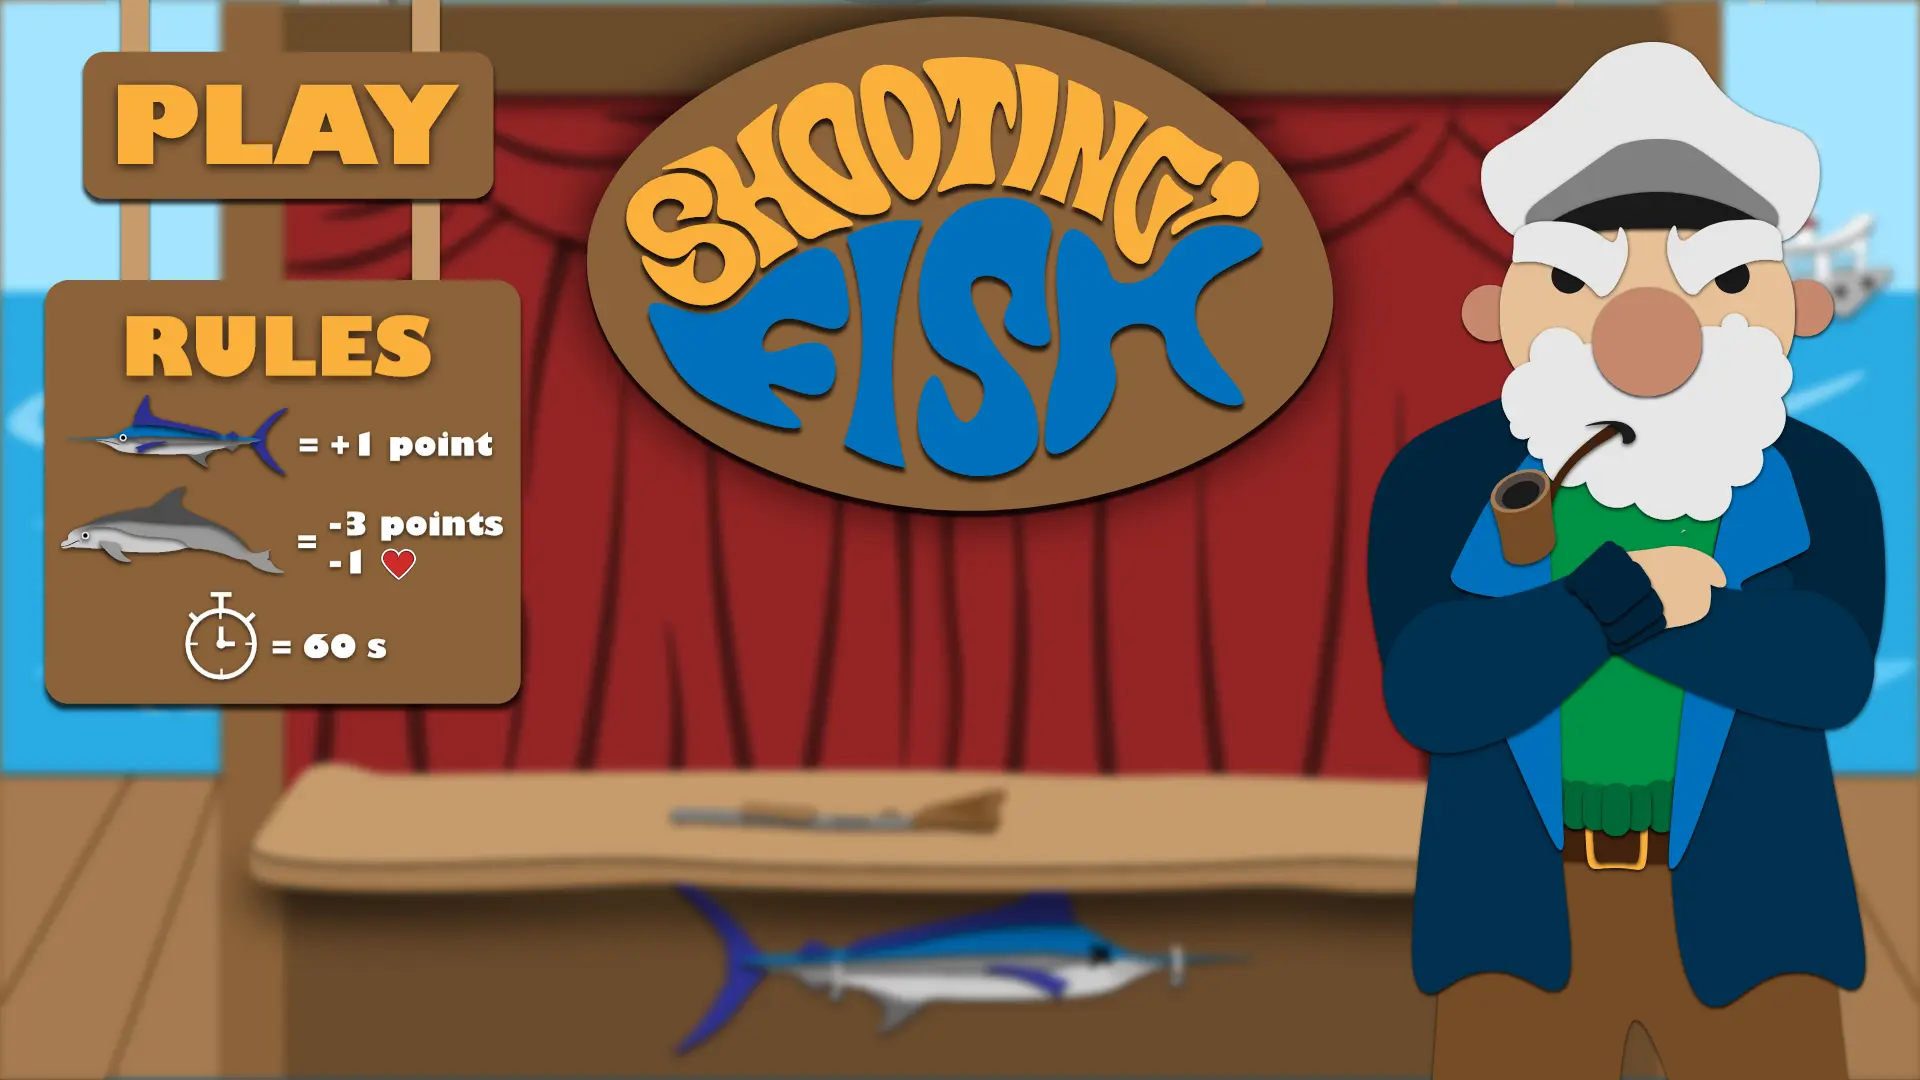 PLAY
SHOOTING'
FISH
RULES
= +1 point
= -3 points
-1
= 60 s